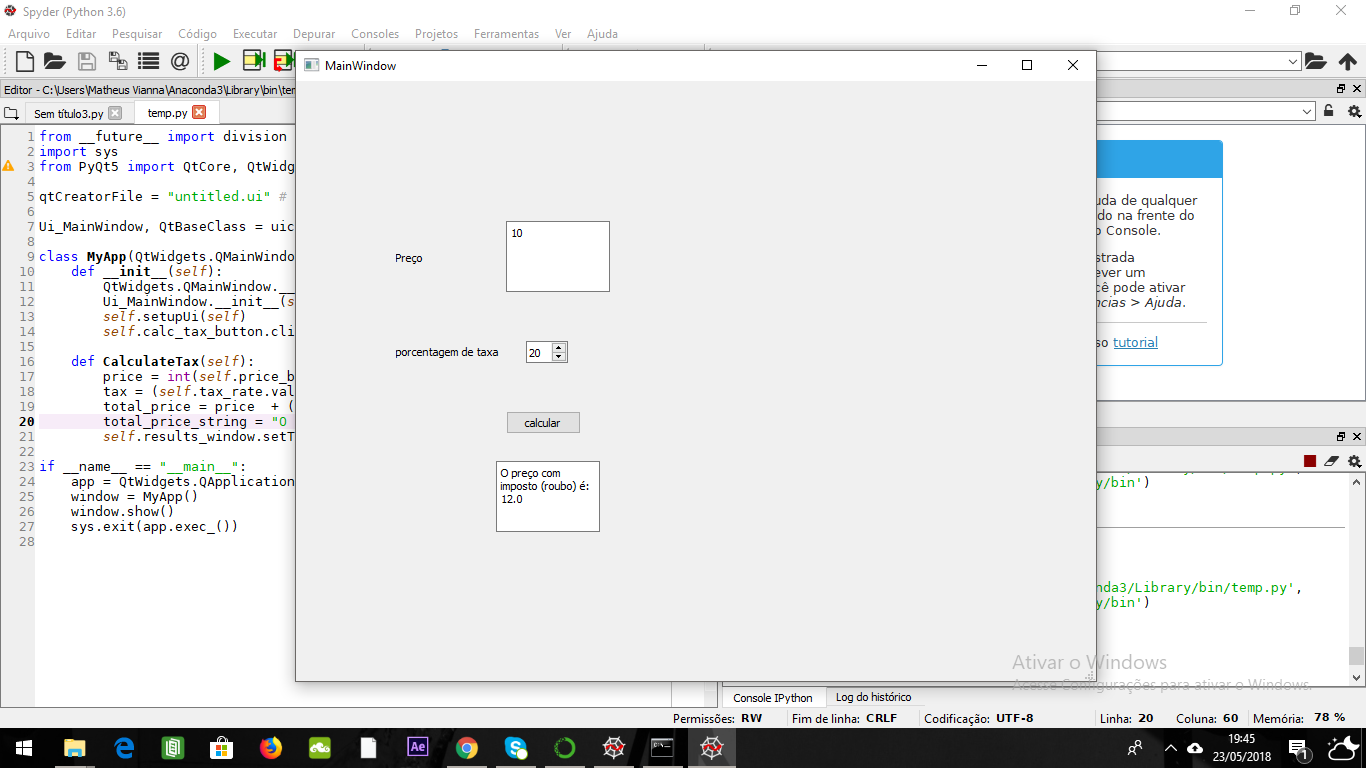 Spyder (Python 3.6)
Arquivo Editar Pesquisar Código Executar Depurar Consoles Projetos Ferramentas Ver Ajuda
MainWindow
Editor - C:\Users\Matheus Vianna\Anaconda3\Library\bin\ter
Sem título3.py temp.py
1 from __future__ import division
2 import sys
3 from PyQt5 import QtCore, QtWidg
4
5 qtCreatorFile = "untitled.ui" #
6
7 Ui_MainWindow, QtBaseClass = uic
8
9 class MyApp(QtWidgets.QMainWindo
10 def __init__(self):
11 QtWidgets.QMainWindow.__
12 Ui_MainWindow.__init__(s
13 self.setupUi(self)
14 self.calc_tax_button.cli
15
16 def CalculateTax(self):
17 price = int(self.price_b
18 tax = (self.tax_rate.val
19 total_price = price + (
20 total_price_string = "O
21 self.results_window.setT
22
23 if __name__ == "__main__":
24 app = QtWidgets.QApplication
25 window = MyApp()
26 window.show()
27 sys.exit(app.exec_())
28
Preço
10
porcentagem de taxa
20
calcular
O preço com
imposto (roubo) é:
12.0
uda de qualquer
do na frente do
o Console.
strada
ever um
cê pode ativar
ncias > Ajuda.
so tutorial
y/bin')
nda3/Library/bin/temp.py',
y/bin')
Ativar o Windows
Acesse Configurações para ativar o Windows.
Console IPython Log do histórico
Permissões: RW Fim de linha: CRLF Codificação: UTF-8 Linha: 20 Coluna: 60 Memória: 78 %
Ae
19:45
23/05/2018
1